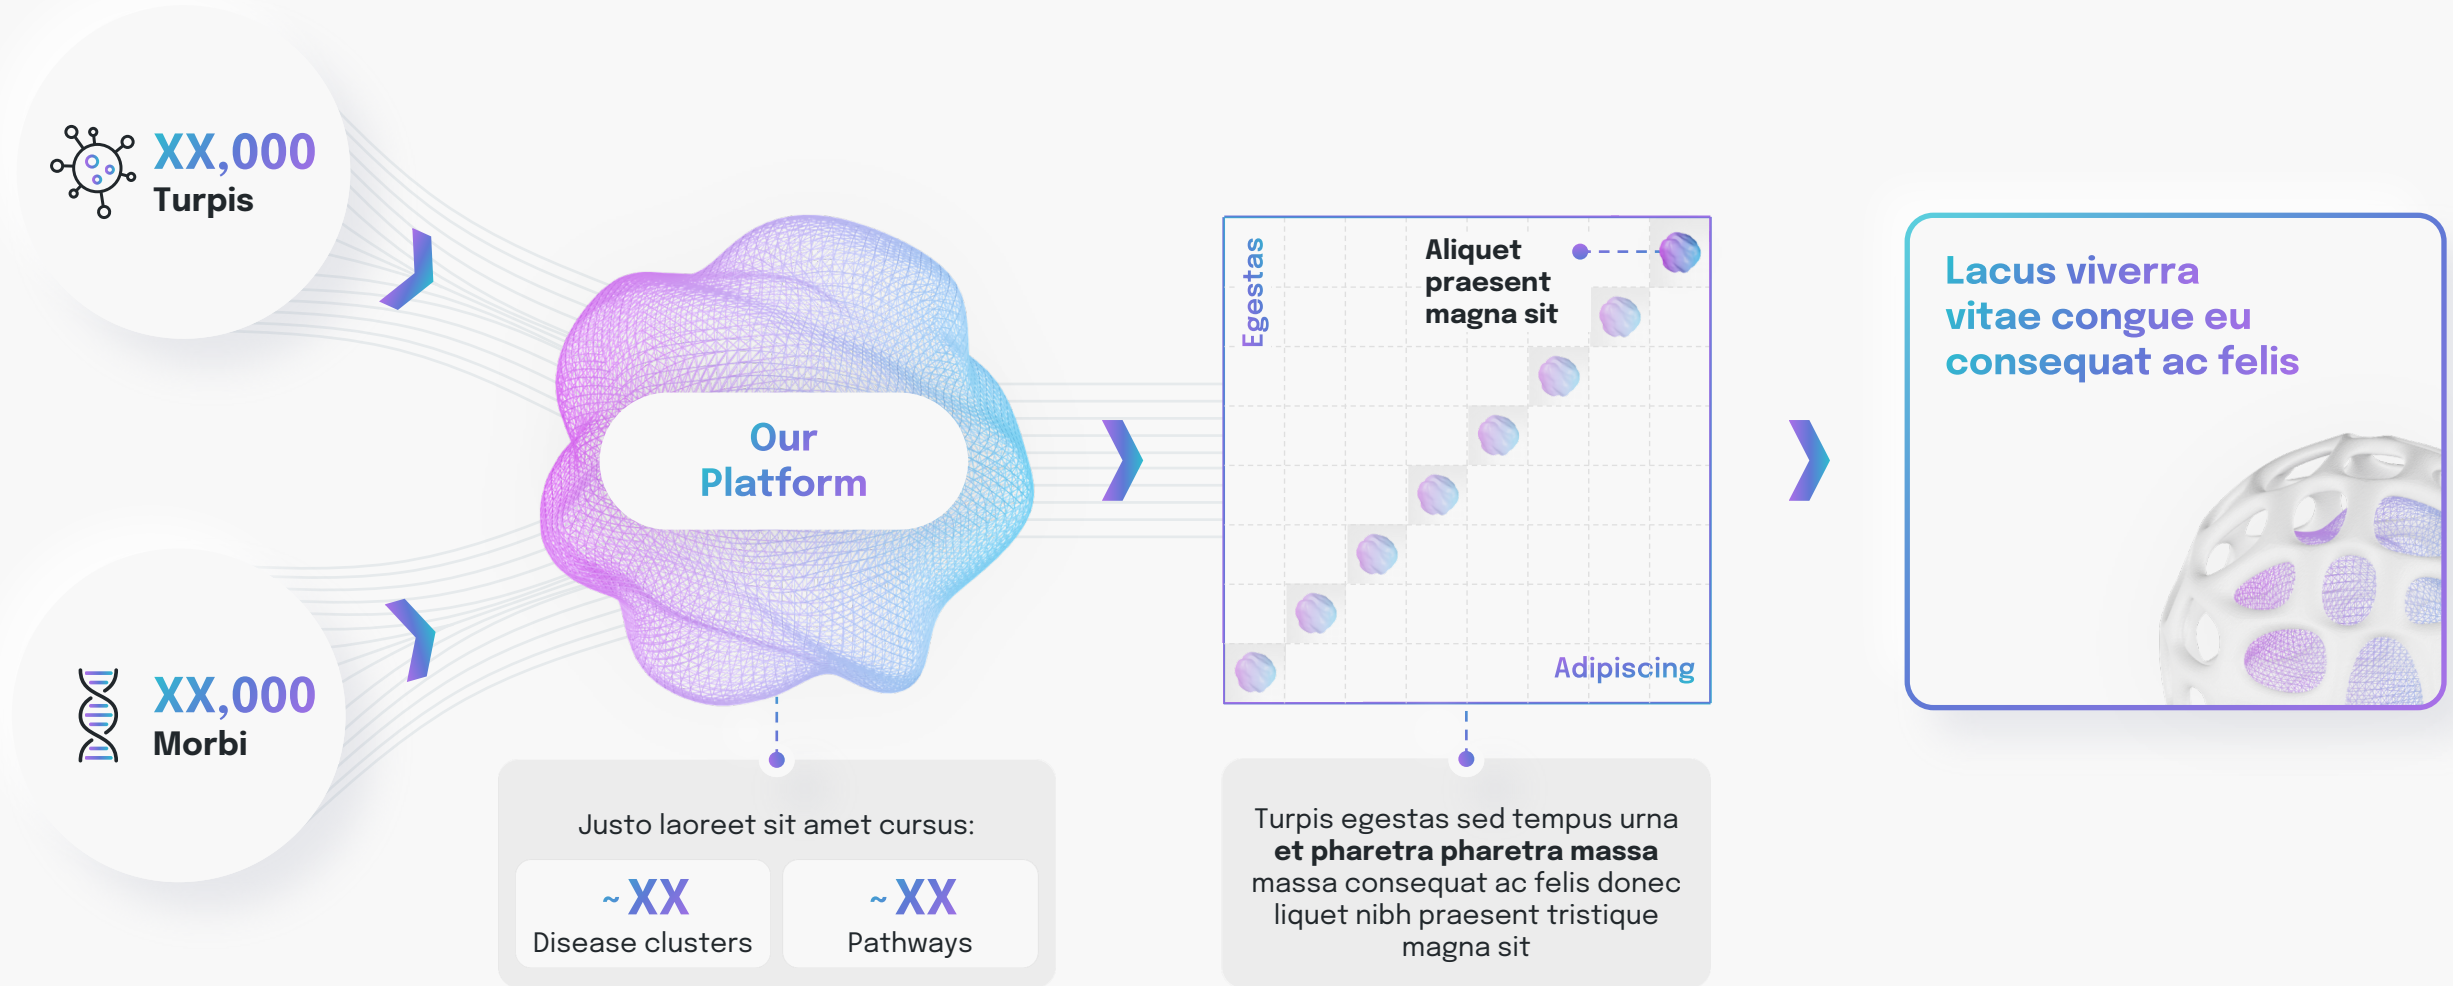 XX,000
Turpis
XX,000
Morbi
Our
Platform
Justo laoreet sit amet cursus:
~XX
Disease clusters
~XX
Pathways
Egestas
Aliquet
praesent
magna sit
Adipiscing
Turpis egestas sed tempus urna
et pharetra pharetra massa
massa consequat ac felis donec
liquet nibh praesent tristique
magna sit
Lacus viverra
vitae congue eu
consequat ac felis